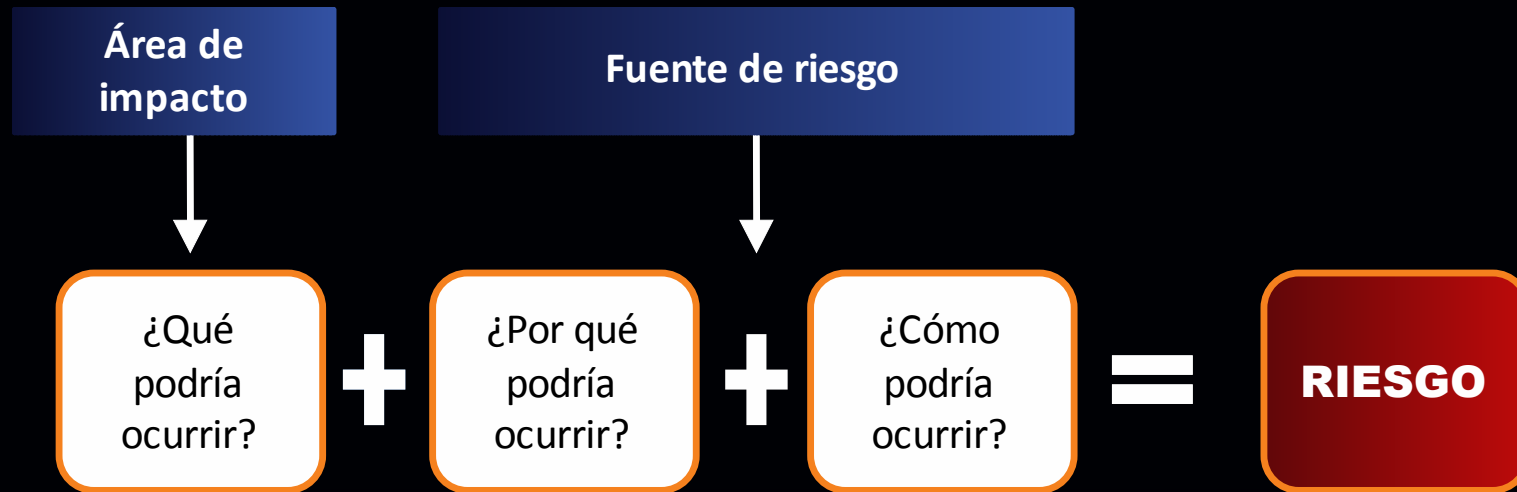 Área de
impacto
Fuente de riesgo
¿Qué
podría
ocurrir?
¿Por qué
podría
ocurrir?
¿Cómo
podría
ocurrir?
RIESGO